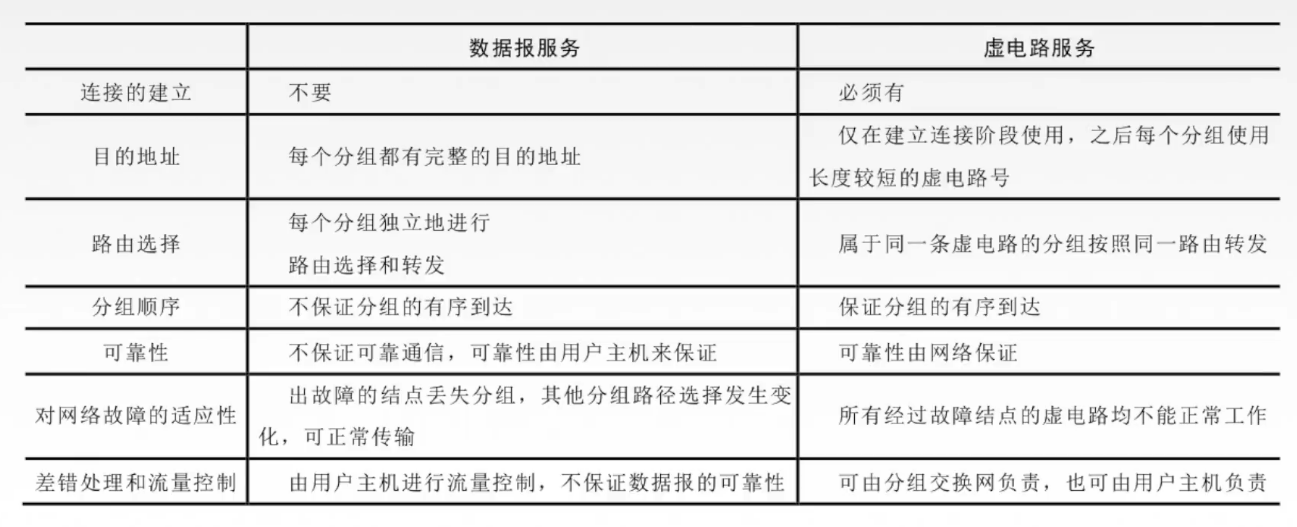 数据报服务
虚电路服务
连接的建立
不要
必须有
目的地址
每个分组都有完整的目的地址
仅在建立连接阶段使用，之后每个分组使用
长度较短的虚电路号
路由选择
每个分组独立地进行
路由选择和转发
属于同一条虚电路的分组按照同一路由转发
分组顺序
不保证分组的有序到达
保证分组的有序到达
可靠性
不保证可靠通信，可靠性由用户主机来保证
可靠性由网络保证
对网络故障的适应性
出故障的结点丢失分组，其他分组路径选择发生变
化，可正常传输
所有经过故障结点的虚电路均不能正常工作
差错处理和流量控制
由用户主机进行流量控制，不保证数据报的可靠性
可由分组交换网负责，也可由用户主机负责